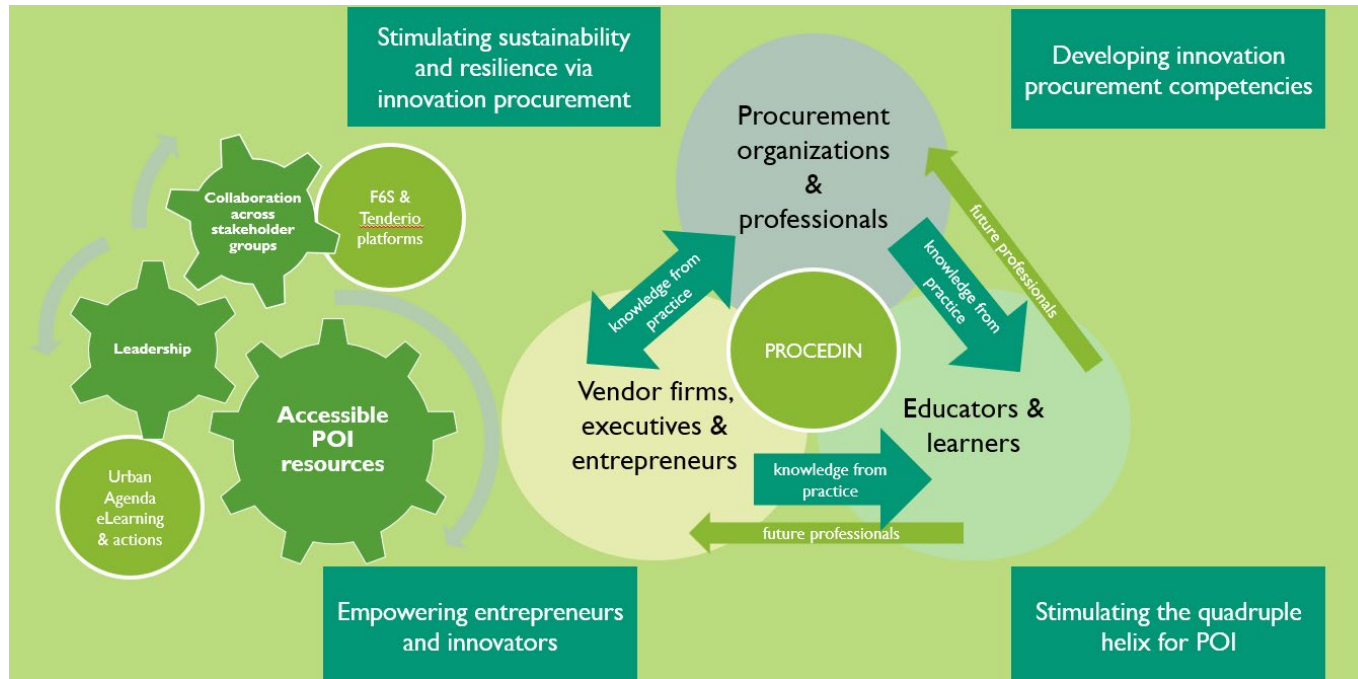 Stimulating sustainability
and resilience via
innovation procurement
Developing innovation
procurement competencies
Collaboration
across
stakeholder
groups
F6S &
Tenderio
platforms
Leadership
Accessible
POI
resources
Urban
Agenda
eLearning
& actions
Procurement
organizations
&
professionals
knowledge from
practice
knowledge from
practice
future professionals
PROCEDIN
Vendor firms,
executives &
entrepreneurs
Educators &
learners
knowledge from
practice
future professionals
Empowering entrepreneurs
and innovators
Stimulating the quadruple
helix for POI